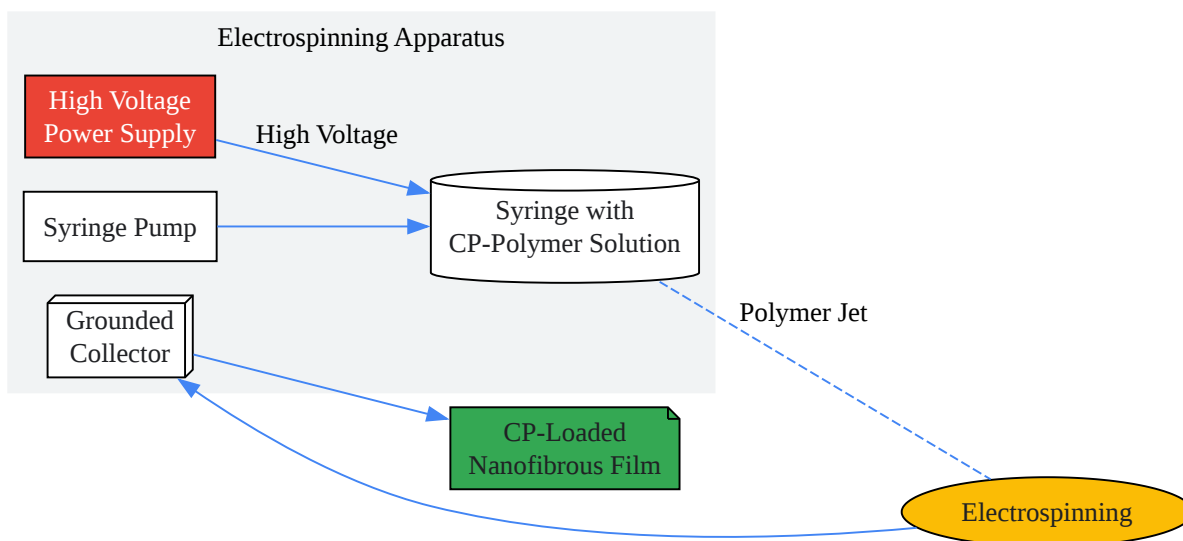 Electrospinning Apparatus
High Voltage
Power Supply
High Voltage
Syringe Pump
Syringe with
CP-Polymer Solution
Grounded
Collector
Polymer Jet
CP-Loaded
Nanofibrous Film
Electrospinning